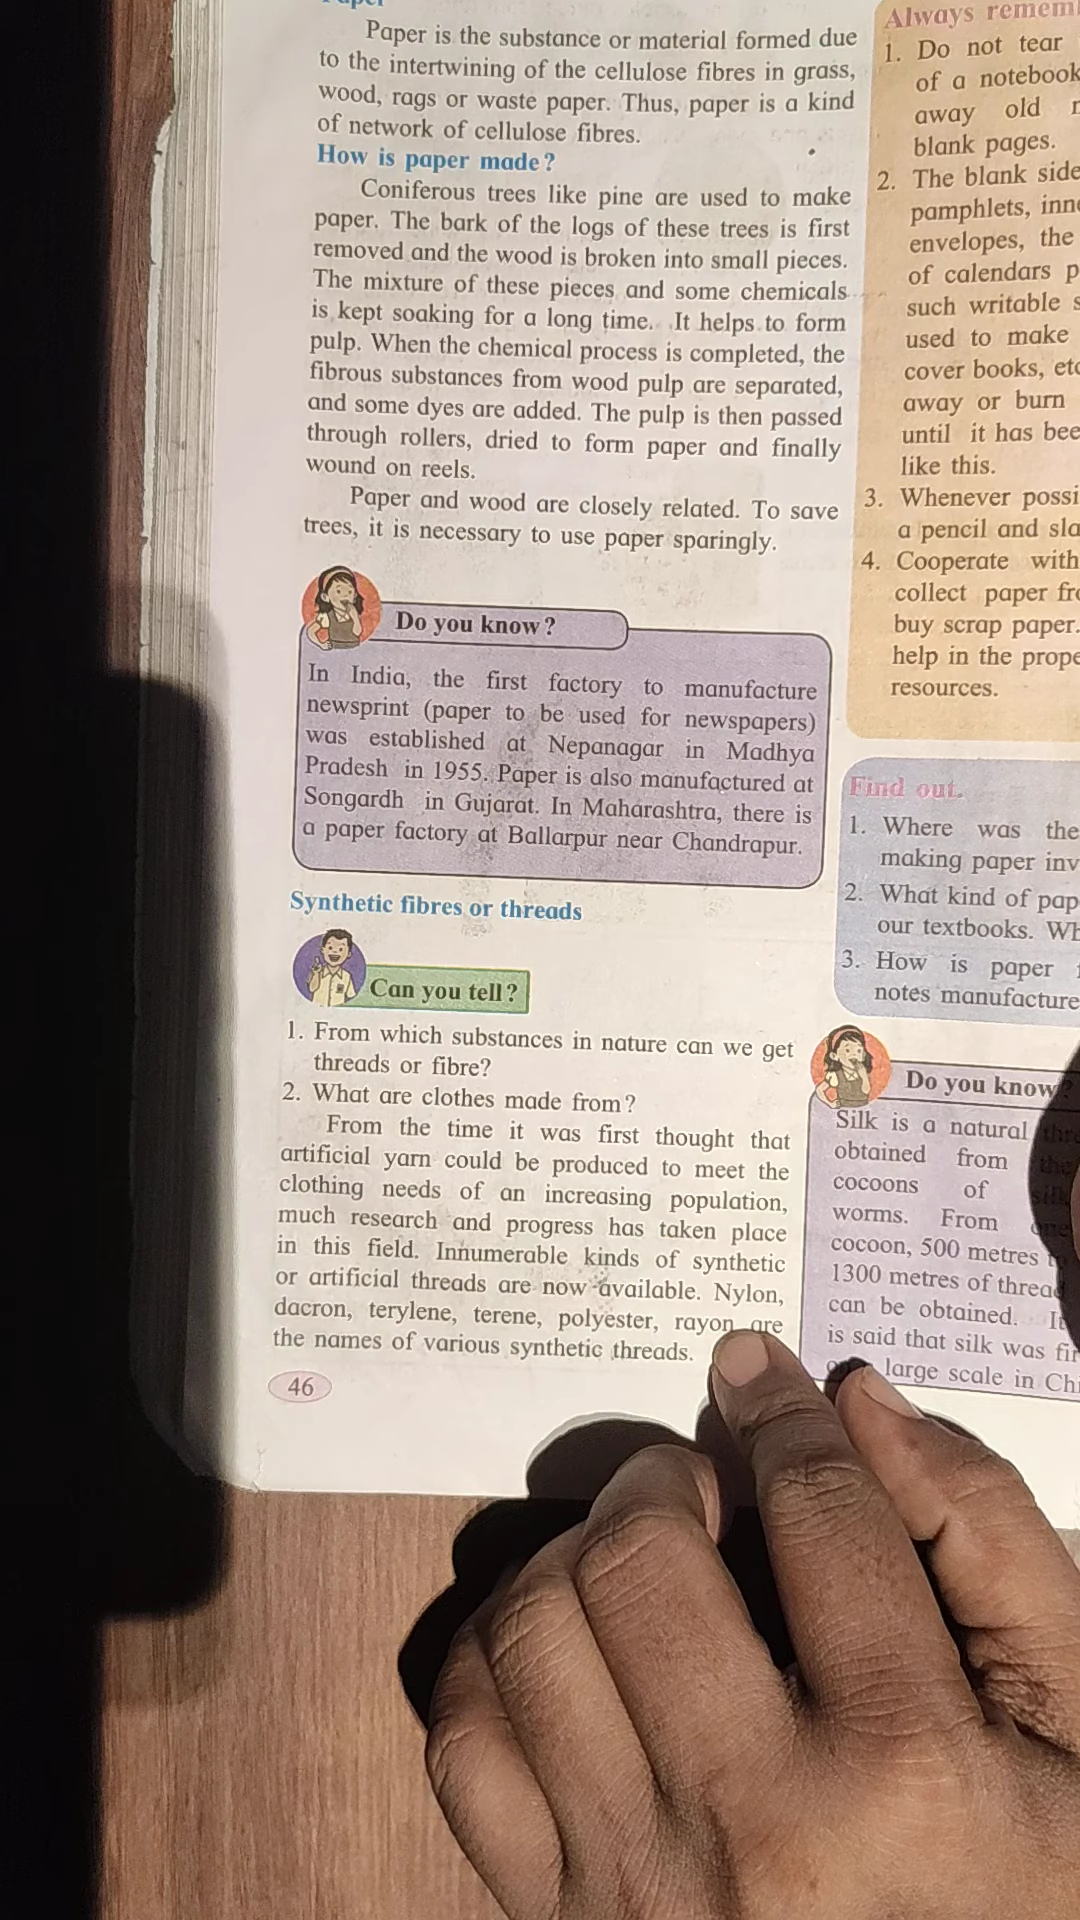 Paper
Paper is the substance or material formed due
to the intertwining of the cellulose fibres in grass,
wood, rags or waste paper. Thus, paper is a kind
of network of cellulose fibres.
How is paper made?
Coniferous trees like pine are used to make
paper. The bark of the logs of these trees is first
removed and the wood is broken into small pieces.
The mixture of these pieces and some chemicals
is kept soaking for a long time. It helps to form
pulp. When the chemical process is completed, the
fibrous substances from wood pulp are separated,
and some dyes are added. The pulp is then passed
through rollers, dried to form paper and finally
wound on reels.
Paper and wood are closely related. To save
trees, it is necessary to use paper sparingly.
Do you know?
In India, the first factory to manufacture
newsprint (paper to be used for newspapers)
was established at Nepanagar in Madhya
Pradesh in 1955. Paper is also manufactured at
Songardh in Gujarat. In Maharashtra, there is
a paper factory at Ballarpur near Chandrapur.
Synthetic fibres or threads
Can you tell?
1. From which substances in nature can we get
threads or fibre?
2. What are clothes made from?
From the time it was first thought that
artificial yarn could be produced to meet the
clothing needs of an increasing population,
much research and progress has taken place
in this field. Innumerable kinds of synthetic
or artificial threads are now available. Nylon,
dacron, terylene, terene, polyester, rayon are
the names of various synthetic threads.
46
Always
1. Do not tear
of a notebook
away old
blank pages.
2. The blank side
pamphlets,
envelopes, the
of calendars
such writable
used to make
cover books,
away or burn
until it has
like this.
3. Whenever
a pencil and
4. Cooperate with
collect paper
buy scrap paper.
help in the
resources.
Find out.
1. Where was the
making paper
2. What kind of
our textbooks.
3. How is paper
notes manufacture
Do you know?
Silk is a natural
obtained from the
cocoons of
worms. From one
cocoon, 500 metres
1300 metres of thread
can be obtained. It
is said that silk was
large scale in